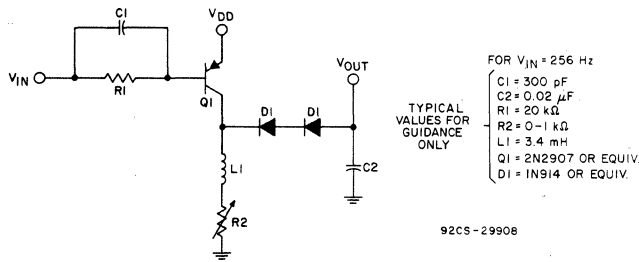 C1
VDD
VIN
R1
Q1
VOUT
D1 D1
L1
C2
R2
TYPICAL
VALUES FOR
GUIDANCE
ONLY
FOR VIN = 256 Hz
C1 = 300 pF
C2 = 0.02 μF
R1 = 20 kΩ
R2 = 0-1 kΩ
L1 = 3.4 mH
Q1 = 2N2907 OR EQUIV.
D1 = 1N914 OR EQUIV.
92CS-29908